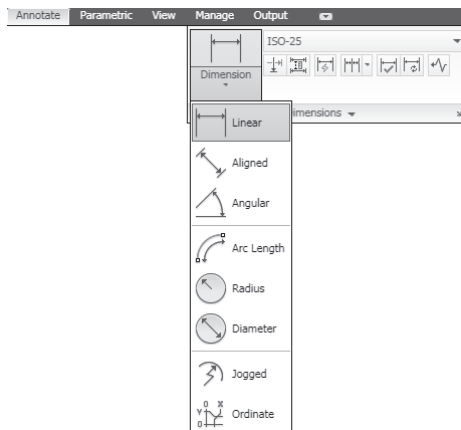 Annotate Parametric View Manage Output
ISO-25
Dimension
imensions
Linear
Aligned
Angular
Arc Length
Radius
Diameter
Jogged
Ordinate